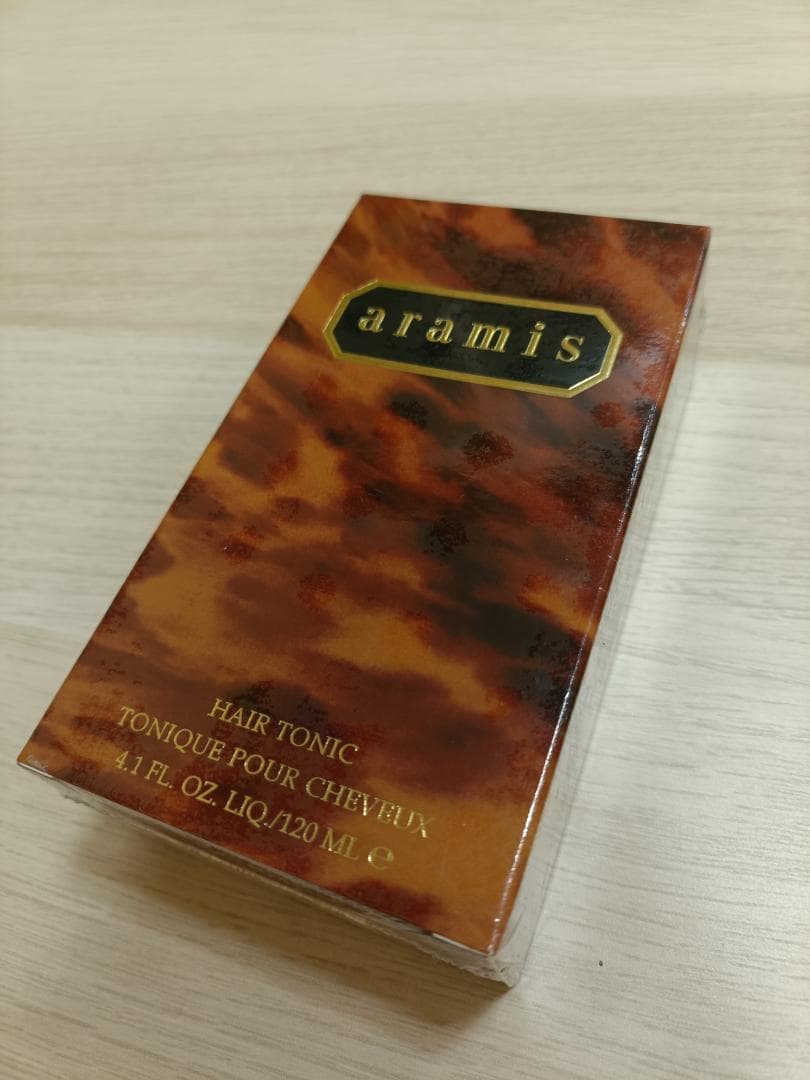 aramis
HAIR TONIC
TONIQUE POUR CHEVEUX
4.1 FL. OZ. LIQ./120 ML ℮